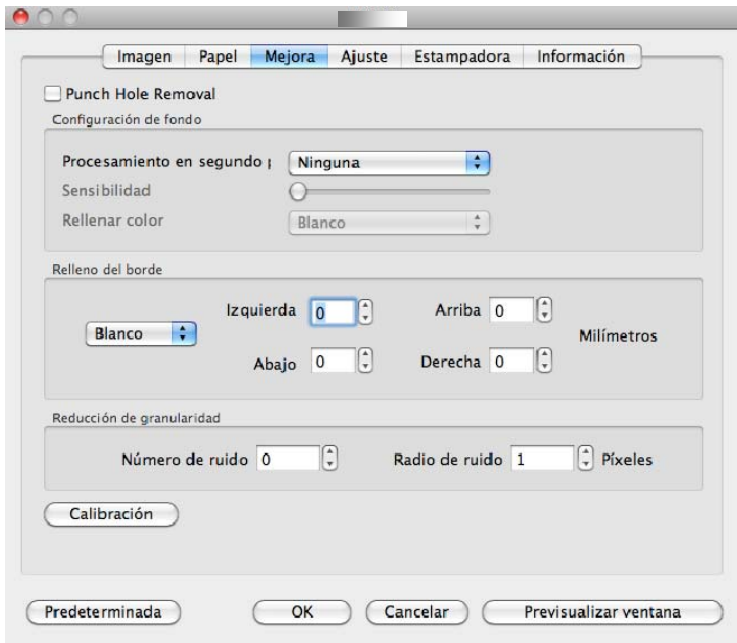 Imagen Papel Mejora Ajuste Estampadora Información
Punch Hole Removal
Configuración de fondo
Procesamiento en segundo Ninguna
Sensibilidad
Rellenar color Blanco
Relleno del borde
Izquierda 0 Arriba 0
Blanco Milímetros
Abajo 0 Derecha 0
Reducción de granularidad
Número de ruido 0 Radio de ruido 1 Píxeles
Calibración
Predeterminada OK Cancelar Previsualizar ventana